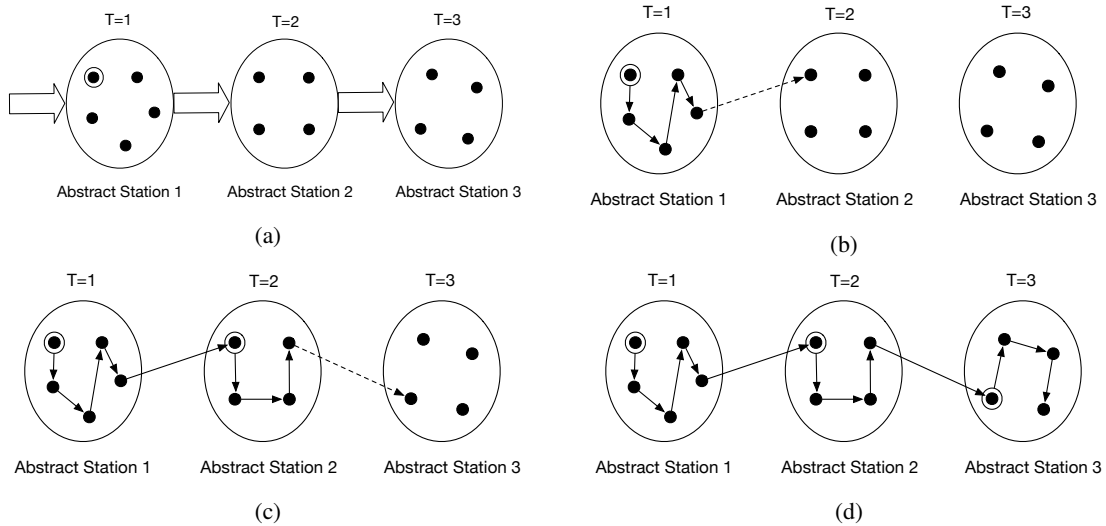 T=1 T=2 T=3
Abstract Station 1 Abstract Station 2 Abstract Station 3
(a)
T=1 T=2 T=3
Abstract Station 1 Abstract Station 2 Abstract Station 3
(b)
T=1 T=2 T=3
Abstract Station 1 Abstract Station 2 Abstract Station 3
(c)
T=1 T=2 T=3
Abstract Station 1 Abstract Station 2 Abstract Station 3
(d)